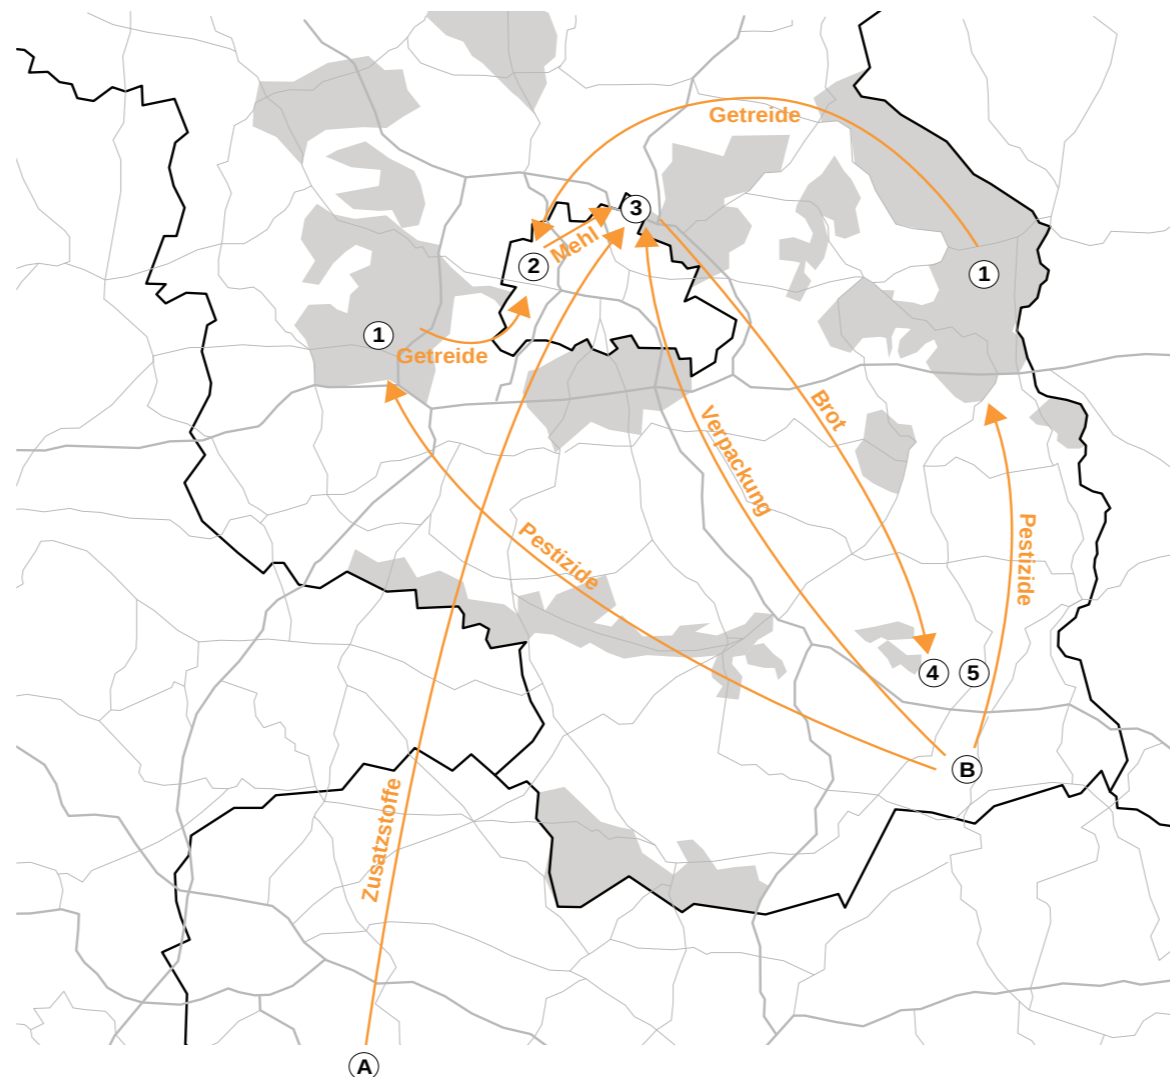 Getreide
3
Mehl
2
1
1
Getreide
Brot
Verpackung
Pestizide
Pestizide
4
5
B
Zusatzstoffe
A